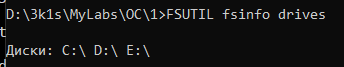 D:\3k1s\MyLabs\OC\1>FSUTIL fsinfo drives
Диски: C:\ D:\ E:\